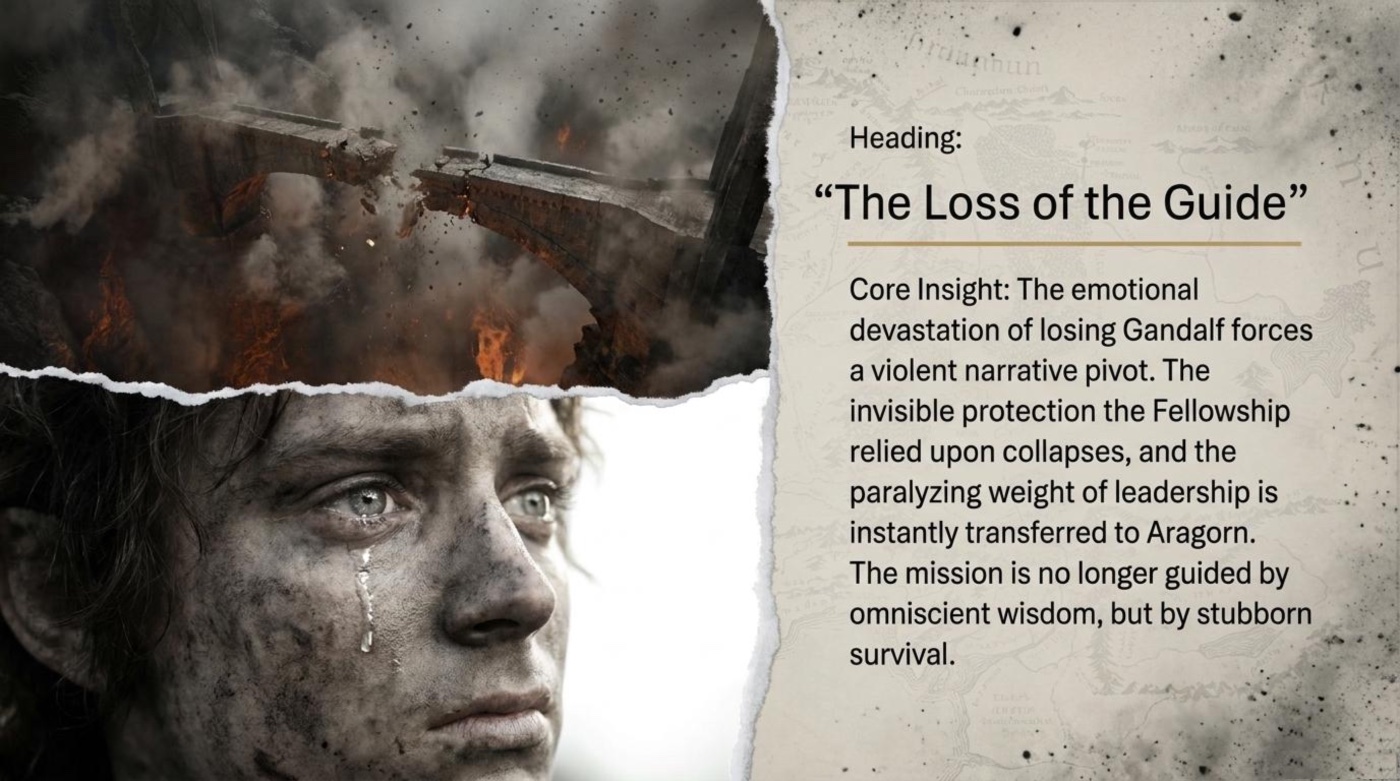 Heading:
“The Loss of the Guide”
Core Insight: The emotional
devastation of losing Gandalf forces
a violent narrative pivot. The
invisible protection the Fellowship
relied upon collapses, and the
paralyzing weight of leadership is
instantly transferred to Aragorn.
The mission is no longer guided by
omniscient wisdom, but by stubborn
survival.